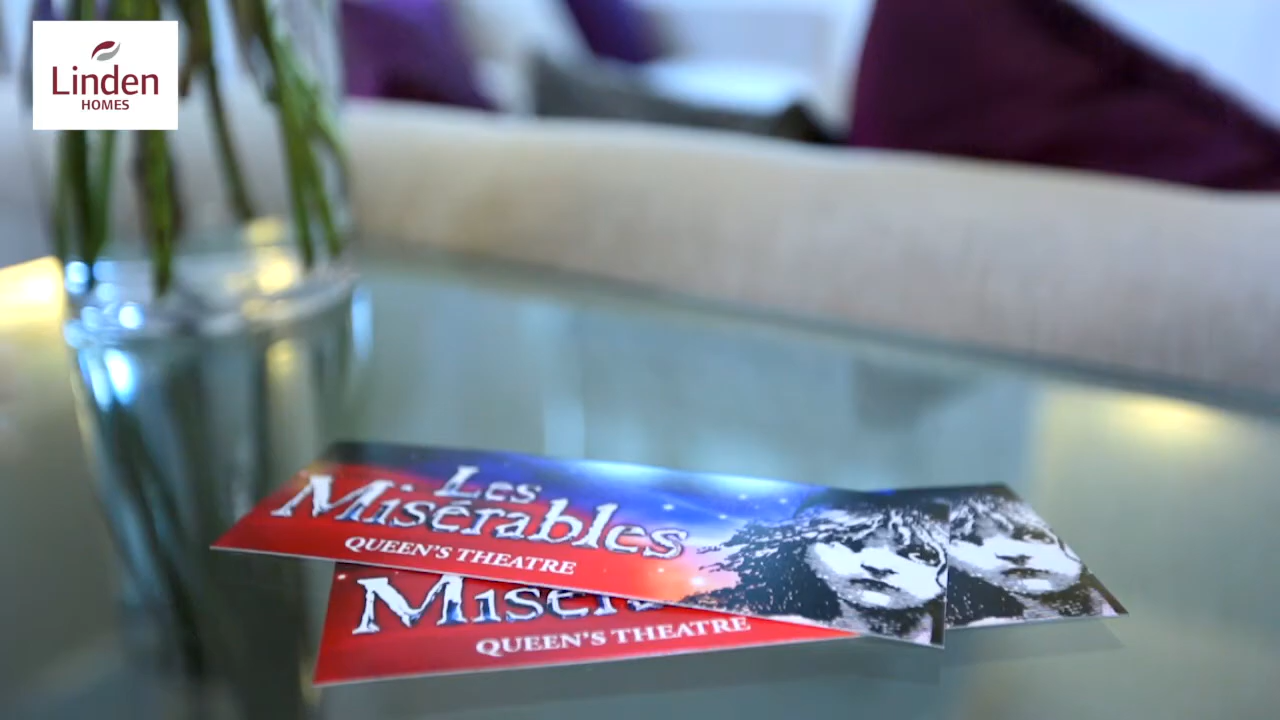 Linden
HOMES
Les
Misérables
QUEEN'S THEATRE
QUEEN'S THEATRE